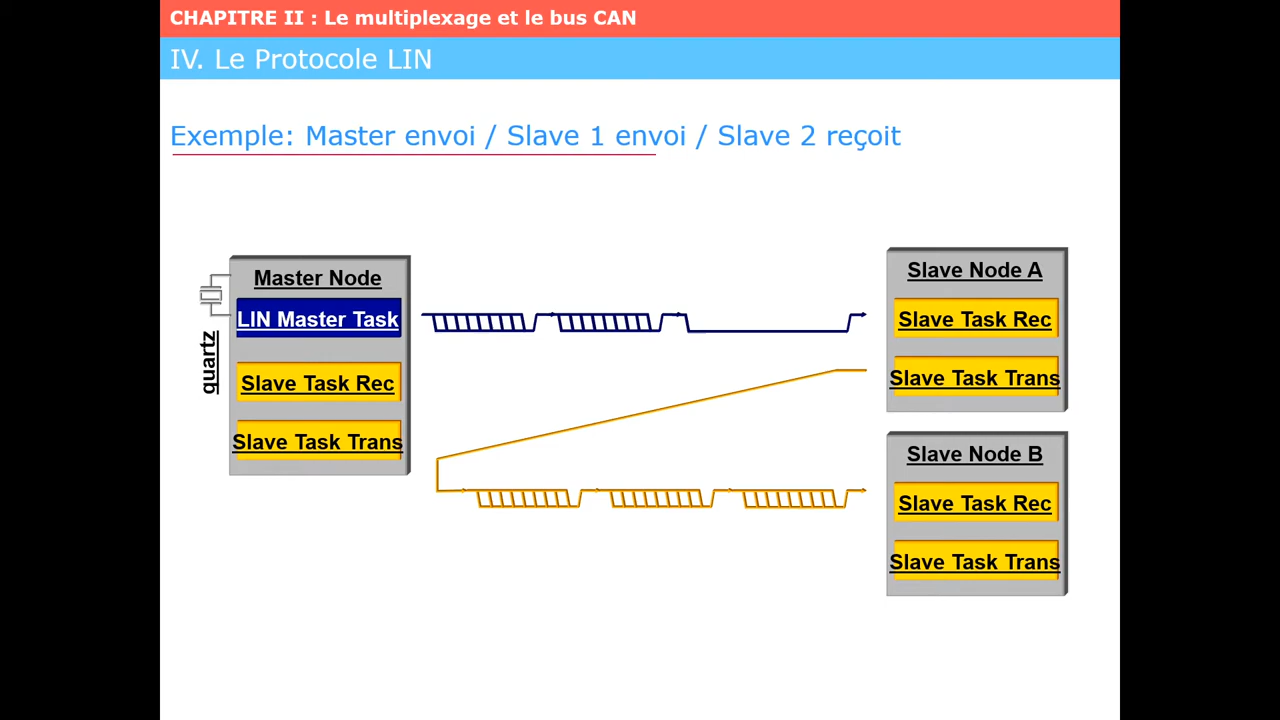 CHAPITRE II : Le multiplexage et le bus CAN
IV. Le Protocole LIN
Exemple: Master envoi / Slave 1 envoi / Slave 2 reçoit
Master Node
LIN Master Task
Slave Task Rec
Slave Task Trans
quartz
Slave Node A
Slave Task Rec
Slave Task Trans
Slave Node B
Slave Task Rec
Slave Task Trans